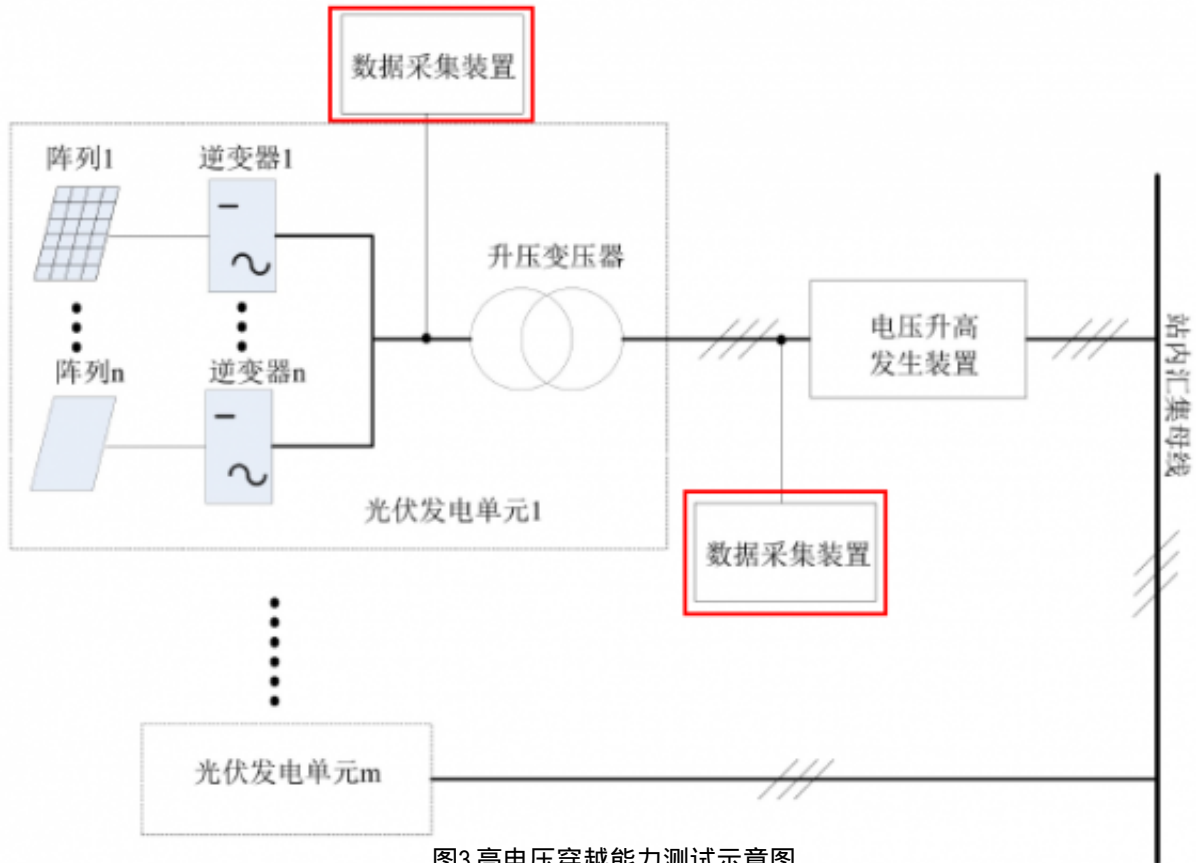 数据采集装置
阵列1
逆变器1
升压变压器
电压升高
发生装置
站内汇集母线
阵列n
逆变器n
光伏发电单元1
数据采集装置
光伏发电单元m
图3 高电压穿越能力测试示意图